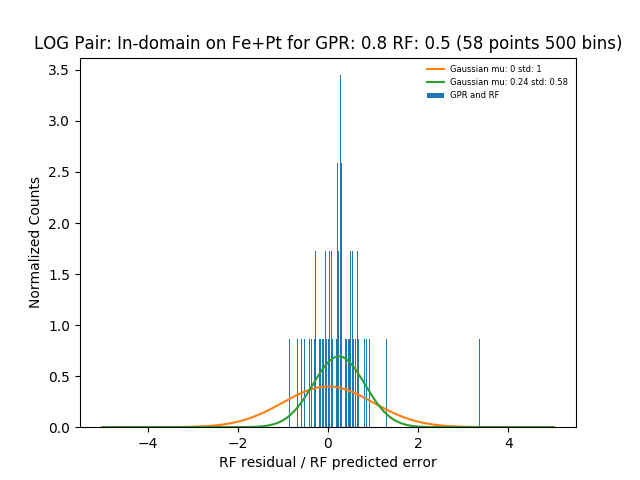 LOG Pair: In-domain on Fe+Pt for GPR: 0.8 RF: 0.5 (58 points 500 bins)
Gaussian mu: 0 std: 1
Gaussian mu: 0.24 std: 0.58
GPR and RF
Normalized Counts
3.5
3.0
2.5
2.0
1.5
1.0
0.5
0.0
−4
−2
0
2
4
RF residual / RF predicted error